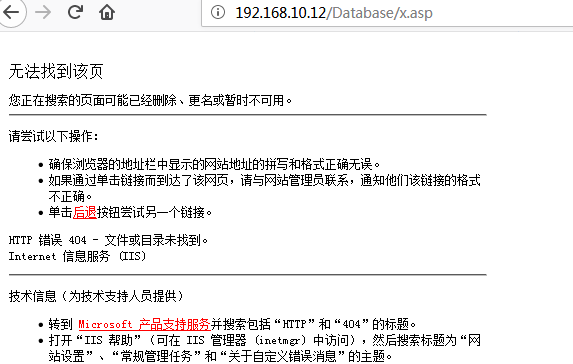 192.168.10.12/Database/x.asp
无法找到该页
您正在搜索的页面可能已经删除、更名或暂时不可用。
请尝试以下操作:
• 确保浏览器的地址栏中显示的网站地址的拼写和格式正确无误。
• 如果通过单击链接而到达了该网页，请与网站管理员联系，通知他们该链接的格式
不正确。
• 单击后退按钮尝试另一个链接。
HTTP 错误 404 - 文件或目录未找到。
Internet 信息服务 (IIS)
技术信息（为技术支持人员提供）
• 转到 Microsoft 产品支持服务并搜索包括“HTTP”和“404”的标题。
• 打开“IIS 帮助”（可在 IIS 管理器 (inetmgr) 中访问），然后搜索标题为“网
站设置”、“常规管理任务”和“关于自定义错误消息”的主题。